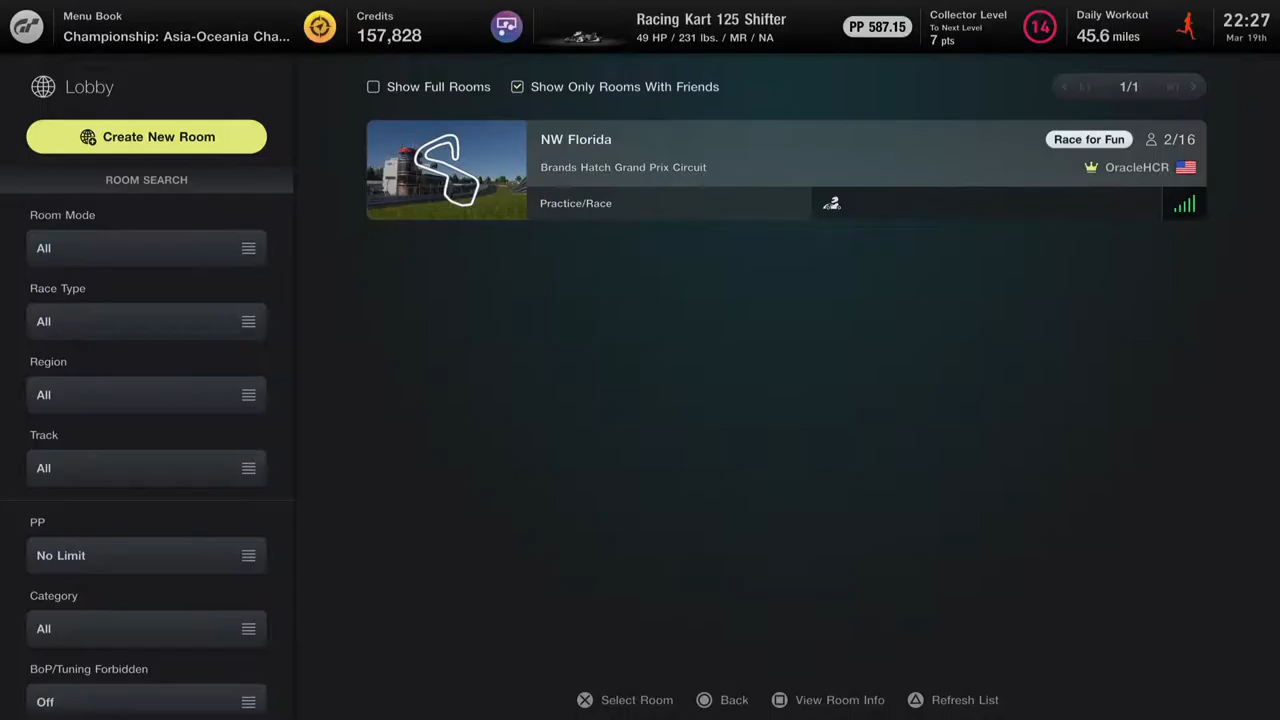 Menu Book
Championship: Asia-Oceania Cha...
Credits
157,828
Racing Kart 125 Shifter
49 HP / 231 lbs. / MR / NA
PP 587.15
Collector Level
To Next Level
7 pts
14
Daily Workout
45.6 miles
22:27
Mar 19th
Lobby
Create New Room
ROOM SEARCH
Room Mode
All
Race Type
All
Region
All
Track
All
PP
No Limit
Category
All
BoP/Tuning Forbidden
Off
Show Full Rooms
Show Only Rooms With Friends
1/1
NW Florida
Race for Fun
2/16
Brands Hatch Grand Prix Circuit
OracleHCR
Practice/Race
Select Room
Back
View Room Info
Refresh List